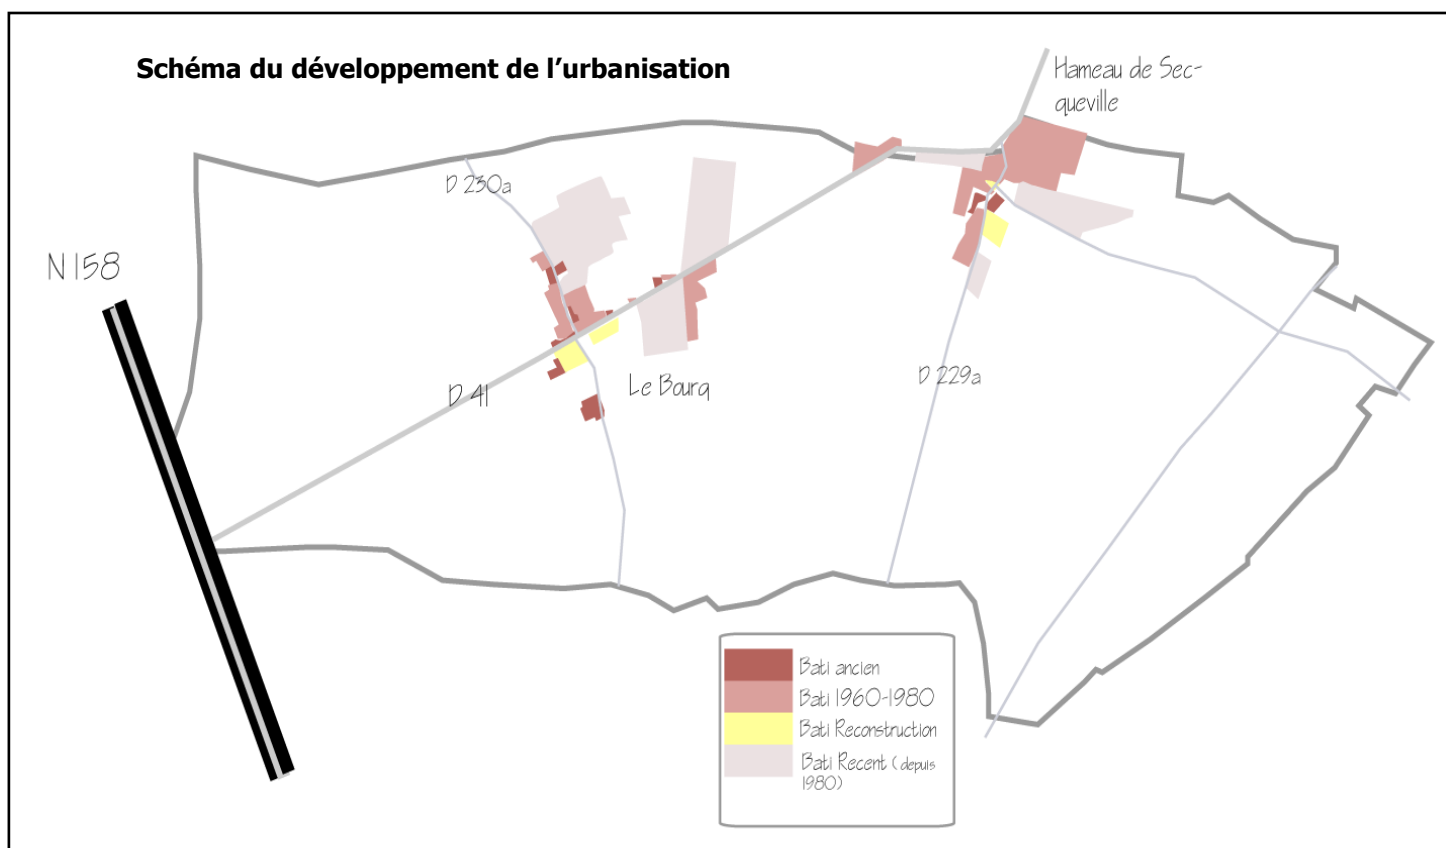 Schéma du développement de l’urbanisation
Hameau de Sec-
queville
D 230a
N 158
D 41
Le Bourg
D 229a
Bati ancien
Bati 1960-1980
Bati Reconstruction
Bati Recent ( depuis
1980)